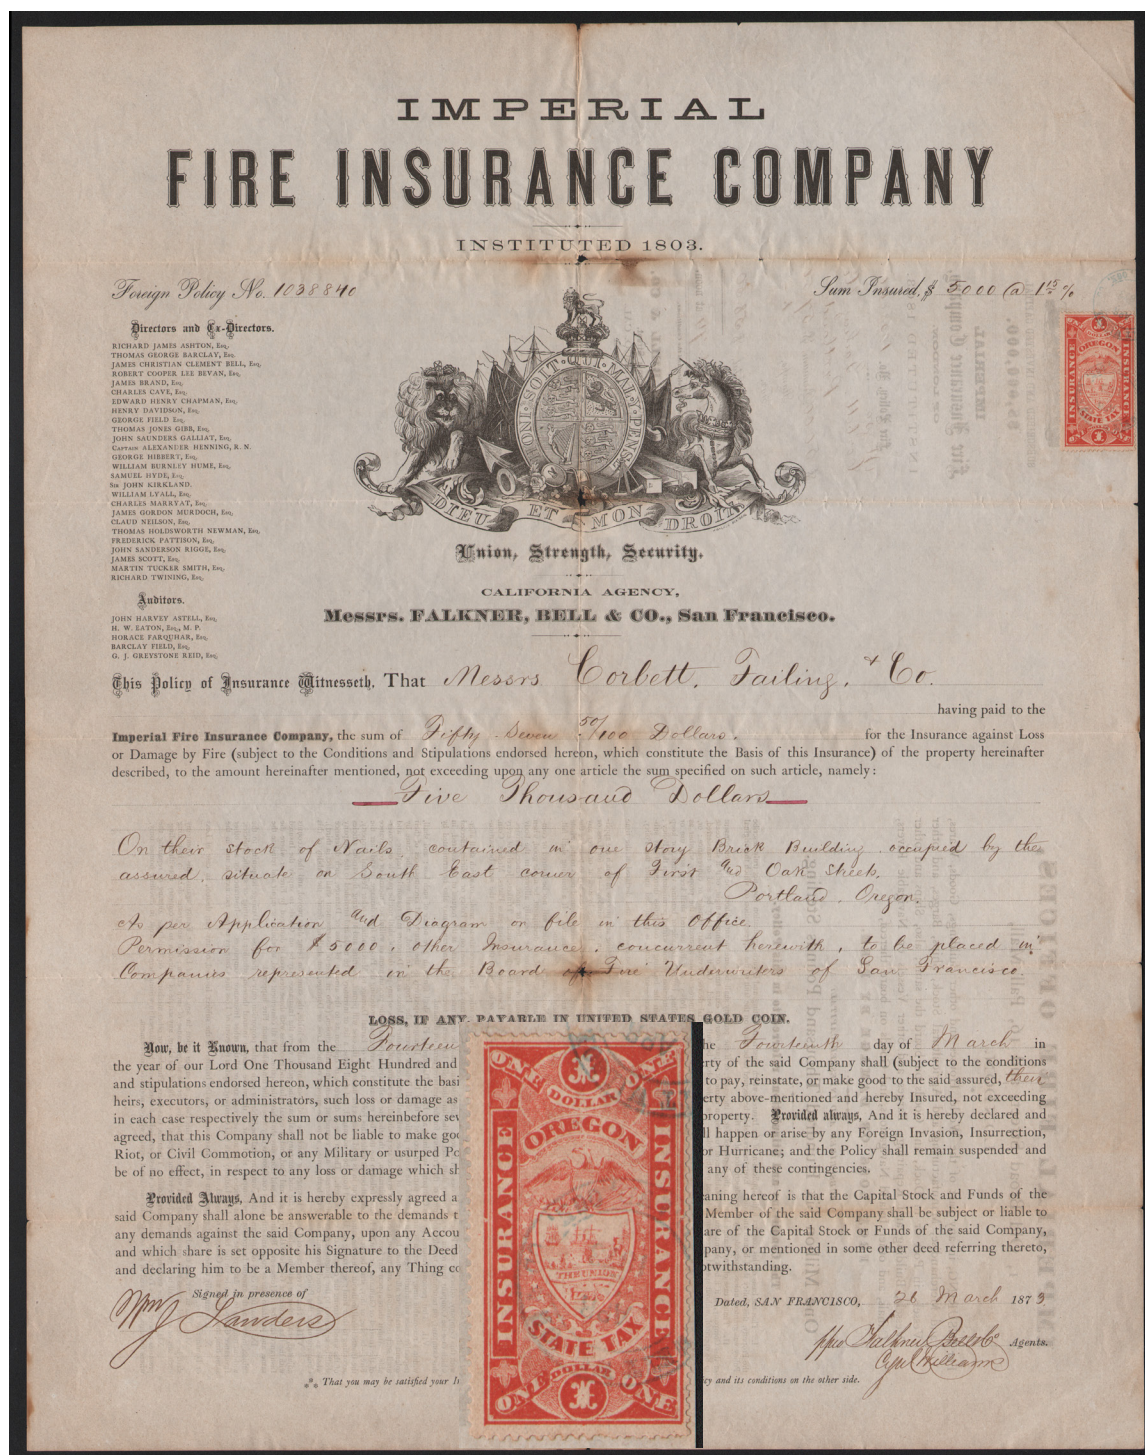 IMPERIAL
FIRE INSURANCE COMPANY
INSTITUTED 1803.
Foreign Policy No. 1038840
Sum Insured, $ 5000 @ 1 15 %
Directors and Ex-Directors.
RICHARD JAMES ASHTON, Esq.
THOMAS GEORGE BARCLAY, Esq.
JAMES CHRISTIAN CLEMENT BELL, Esq.
ROBERT COOPER LEE BEVAN, Esq.
JAMES BRAND, Esq.
CHARLES CAVE, Esq.
EDWARD HENRY CHAPMAN, Esq.
HENRY DAVIDSON, Esq.
GEORGE FIELD Esq.
THOMAS JONES GIBB, Esq.
JOHN SAUNDERS GALLIAT, Esq.
Captain ALEXANDER HENNING, R. N.
GEORGE HIBBERT, Esq.
WILLIAM BURNLEY HUME, Esq.
SAMUEL HYDE, Esq.
Sir JOHN KIRKLAND.
WILLIAM LYALL, Esq.
CHARLES MARRYAT, Esq.
JAMES GORDON MURDOCH, Esq.
CLAUD NEILSON, Esq.
THOMAS HOLDSWORTH NEWMAN, Esq.
FREDERICK PATTISON, Esq.
JOHN SANDERSON RIGGE, Esq.
JAMES SCOTT, Esq.
MARTIN TUCKER SMITH, Esq.
RICHARD TWINING, Esq.
Auditors.
JOHN HARVEY ASTELL, Esq.
H. W. EATON, Esq., M. P.
HORACE FARQUHAR, Esq.
BARCLAY FIELD, Esq.
G. J. GREYSTONE REID, Esq.
HONI SOIT QUI MAL Y PENSE
DIEU ET MON DROIT
OREGON
INSURANCE
INSURANCE
STATE TAX
1
Union, Strength, Security.
CALIFORNIA AGENCY,
Messrs. FALKNER, BELL & CO., San Francisco.
This Policy of Insurance Witnesseth, That Messrs Corbett, Failing, & Co.
having paid to the
Imperial Fire Insurance Company, the sum of Fifty-Seven 50/100 Dollars. for the Insurance against Loss
or Damage by Fire (subject to the Conditions and Stipulations endorsed hereon, which constitute the Basis of this Insurance) of the property hereinafter
described, to the amount hereinafter mentioned, not exceeding upon any one article the sum specified on such article, namely:
Five Thousand Dollars
On their stock of Nails, contained in one story Brick Building, occupied by the
assured, situate on South East corner of First and Oak Streets,
Portland, Oregon.
As per Application and Diagram on file in this Office.
Permission for $5000, other Insurance, concurrent herewith, to be placed in
Companies represented in the Board of Fire Underwriters of San Francisco.
LOSS, IF ANY, PAYABLE IN UNITED STATES GOLD COIN.
Now, be it Known, that from the Fourteen
the year of our Lord One Thousand Eight Hundred and
and stipulations endorsed hereon, which constitute the basi
heirs, executors, or administrators, such loss or damage as
in each case respectively the sum or sums hereinbefore sev
agreed, that this Company shall not be liable to make goo
Riot, or Civil Commotion, or any Military or usurped Po
be of no effect, in respect to any loss or damage which sh
he Fourteenth day of March in
erty of the said Company shall (subject to the conditions
to pay, reinstate, or make good to the said assured, their
erty above-mentioned and hereby Insured, not exceeding
property. Provided always, And it is hereby declared and
ll happen or arise by any Foreign Invasion, Insurrection,
or Hurricane; and the Policy shall remain suspended and
any of these contingencies.
Provided Always, And it is hereby expressly agreed a
said Company shall alone be answerable to the demands t
any demands against the said Company, upon any Accou
and which share is set opposite his Signature to the Deed
and declaring him to be a Member thereof, any Thing co
eaning hereof is that the Capital Stock and Funds of the
Member of the said Company shall be subject or liable to
are of the Capital Stock or Funds of the said Company,
pany, or mentioned in some other deed referring thereto,
otwithstanding.
ONE ONE
DOLLAR
OREGON
INSURANCE
INSURANCE
THE UNION
STATE TAX
DOLLAR
ONE ONE
Signed in presence of
Wm J Landers
Dated, SAN FRANCISCO, 26 March 1873
ppro Falkner Bell & Co Agents.
Cyril Williams
That you may be satisfied your I
cy and its conditions on the other side.